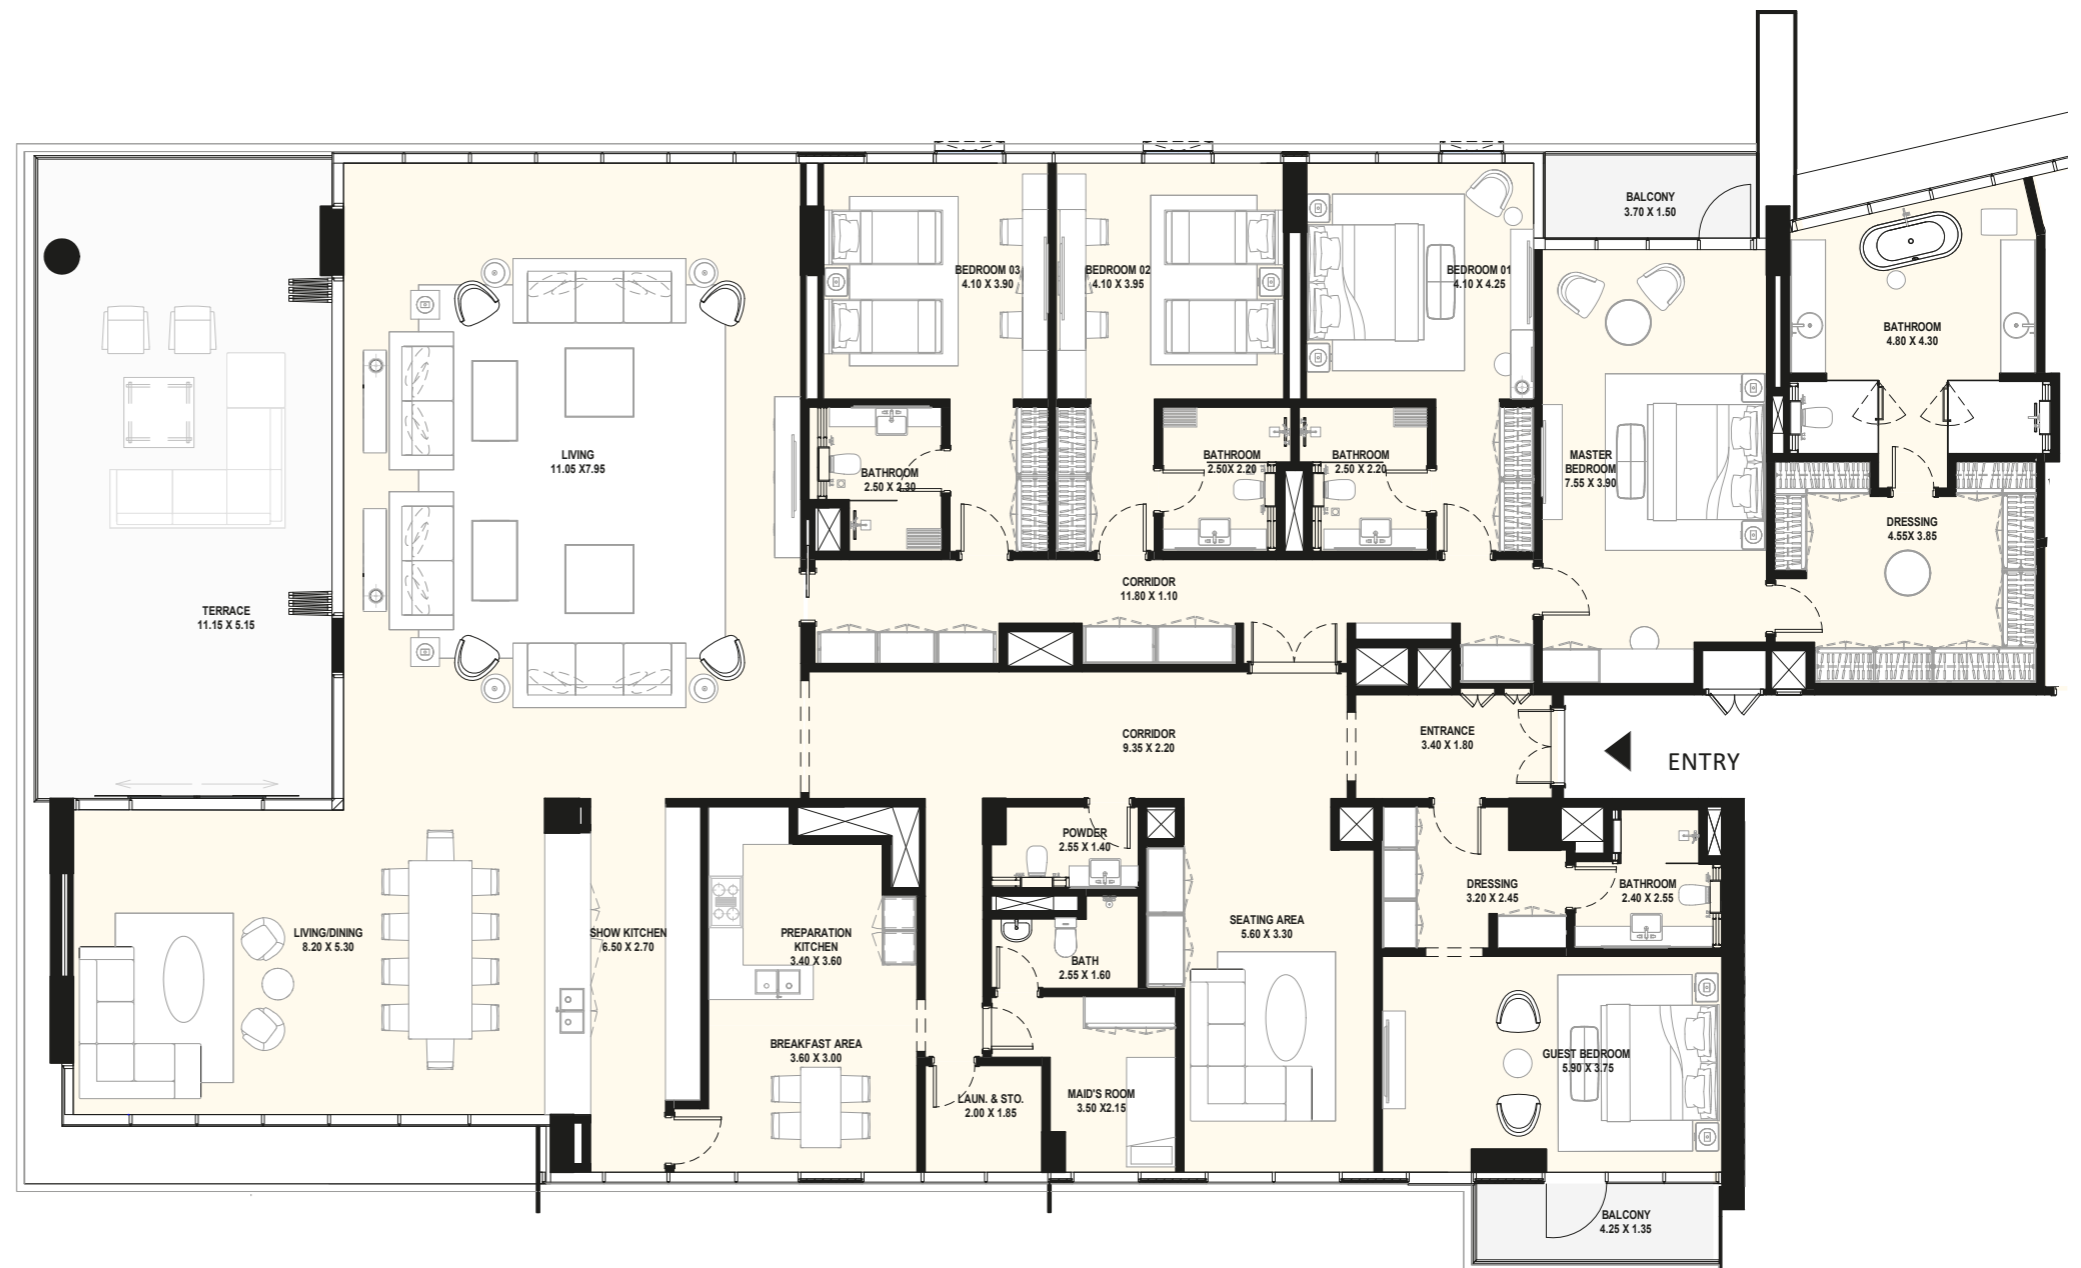 BALCONY
3.70 X 1.50
BEDROOM 03
4.10 X 3.90
BEDROOM 02
4.10 X 3.95
BEDROOM 01
4.10 X 4.25
BATHROOM
4.80 X 4.30
LIVING
11.05 X7.95
BATHROOM
2.50 X 2.30
BATHROOM
2.50X 2.20
BATHROOM
2.50 X 2.20
MASTER
BEDROOM
7.55 X 3.90
DRESSING
4.55X 3.85
TERRACE
11.15 X 5.15
CORRIDOR
11.80 X 1.10
CORRIDOR
9.35 X 2.20
ENTRANCE
3.40 X 1.80
ENTRY
POWDER
2.55 X 1.40
LIVING/DINING
8.20 X 5.30
SHOW KITCHEN
6.50 X 2.70
PREPARATION
KITCHEN
3.40 X 3.60
BATH
2.55 X 1.60
SEATING AREA
5.60 X 3.30
DRESSING
3.20 X 2.45
BATHROOM
2.40 X 2.55
BREAKFAST AREA
3.60 X 3.00
LAUN. & STO.
2.00 X 1.85
MAID'S ROOM
3.50 X2.15
GUEST BEDROOM
5.90 X 3.75
BALCONY
4.25 X 1.35